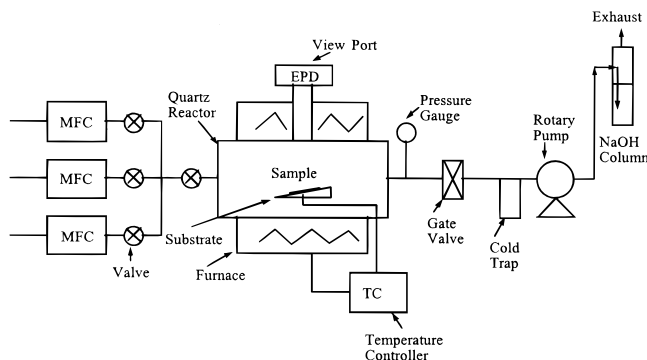 Exhaust
View Port
EPD
Quartz
Reactor
Pressure
Gauge
Rotary
Pump
NaOH
Column
MFC
MFC
MFC
Sample
Substrate
Valve
Furnace
Gate
Valve
Cold
Trap
TC
Temperature
Controller